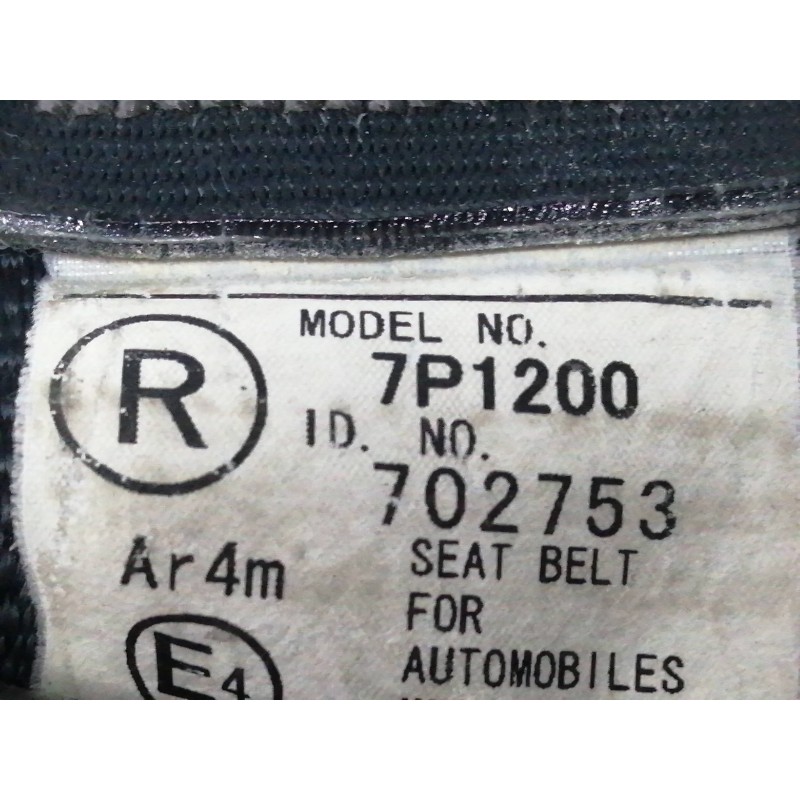 MODEL NO.
R 7P1200
ID. NO.
702753
Ar4m SEAT BELT
FOR
E4 AUTOMOBILES